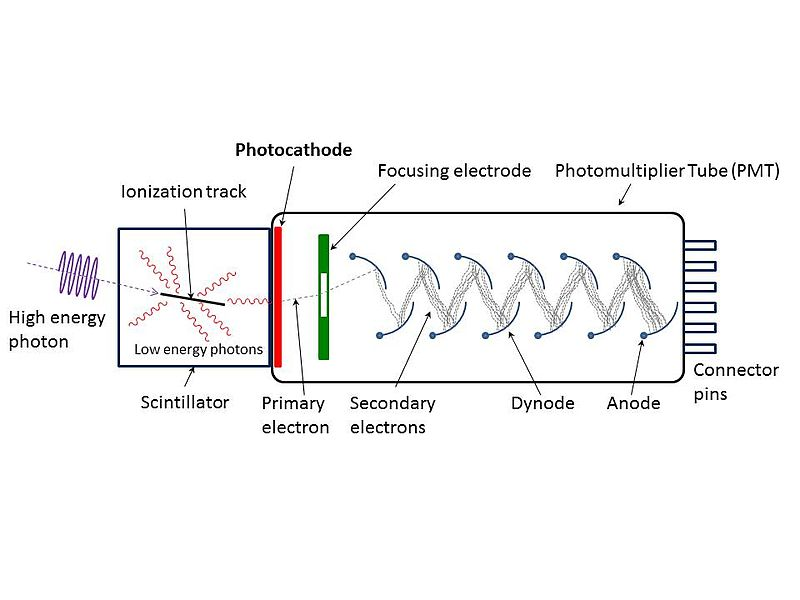 Photocathode
Focusing electrode
Photomultiplier Tube (PMT)
Ionization track
High energy
photon
Low energy photons
Connector
pins
Scintillator
Primary
electron
Secondary
electrons
Dynode
Anode